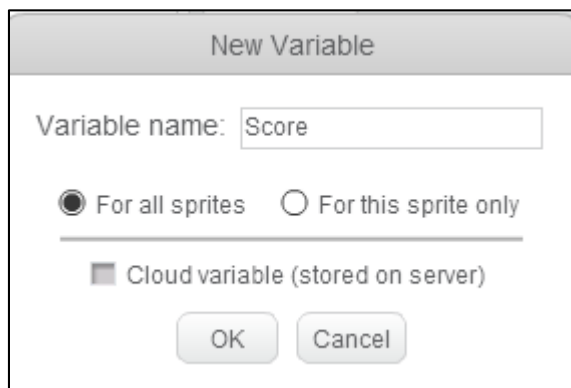 New Variable
Variable name: Score
For all sprites For this sprite only
Cloud variable (stored on server)
OK Cancel